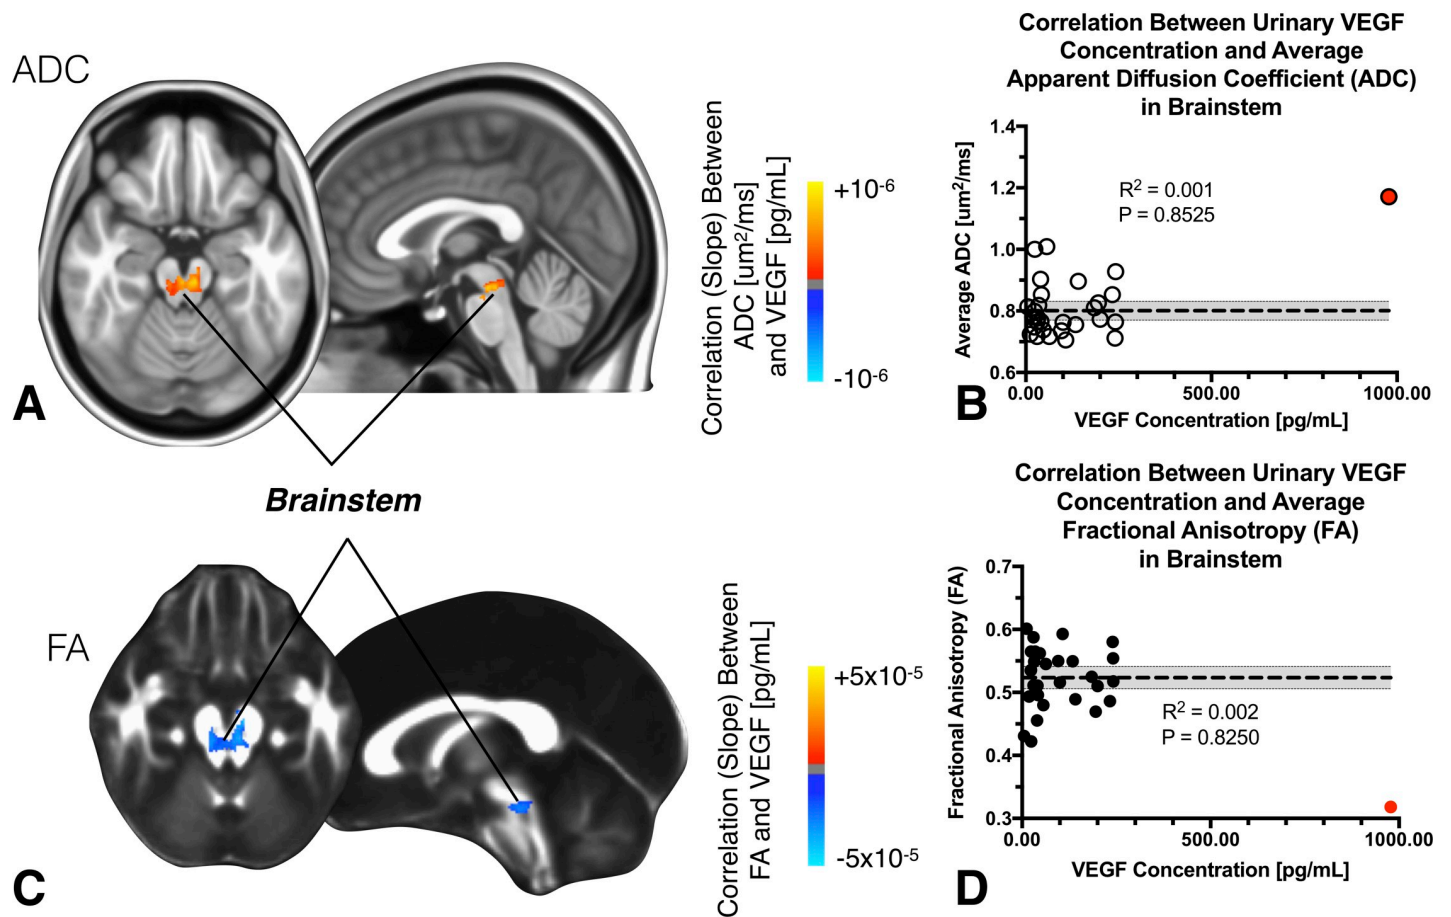 ADC
A
Brainstem
Correlation (Slope) Between
ADC [um²/ms]
and VEGF [pg/mL]
+10⁻⁶
-10⁻⁶
Correlation Between Urinary VEGF
Concentration and Average
Apparent Diffusion Coefficient (ADC)
in Brainstem
Average ADC [um²/ms]
1.4
1.2
1.0
0.8
0.6
R² = 0.001
P = 0.8525
0.00
500.00
1000.00
VEGF Concentration [pg/mL]
B
FA
C
Correlation (Slope) Between
FA and VEGF [pg/mL]
+5x10⁻⁵
-5x10⁻⁵
Correlation Between Urinary VEGF
Concentration and Average
Fractional Anisotropy (FA)
in Brainstem
Fractional Anisotropy (FA)
0.7
0.6
0.5
0.4
0.3
R² = 0.002
P = 0.8250
0.00
500.00
1000.00
VEGF Concentration [pg/mL]
D